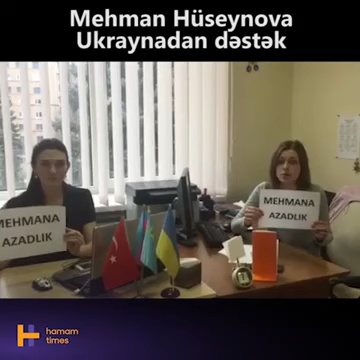 Mehman Hüseynova
Ukraynadan dəstək
MEHMANA
AZADLIK
MEHMANA
AZADLIK
hamam
times